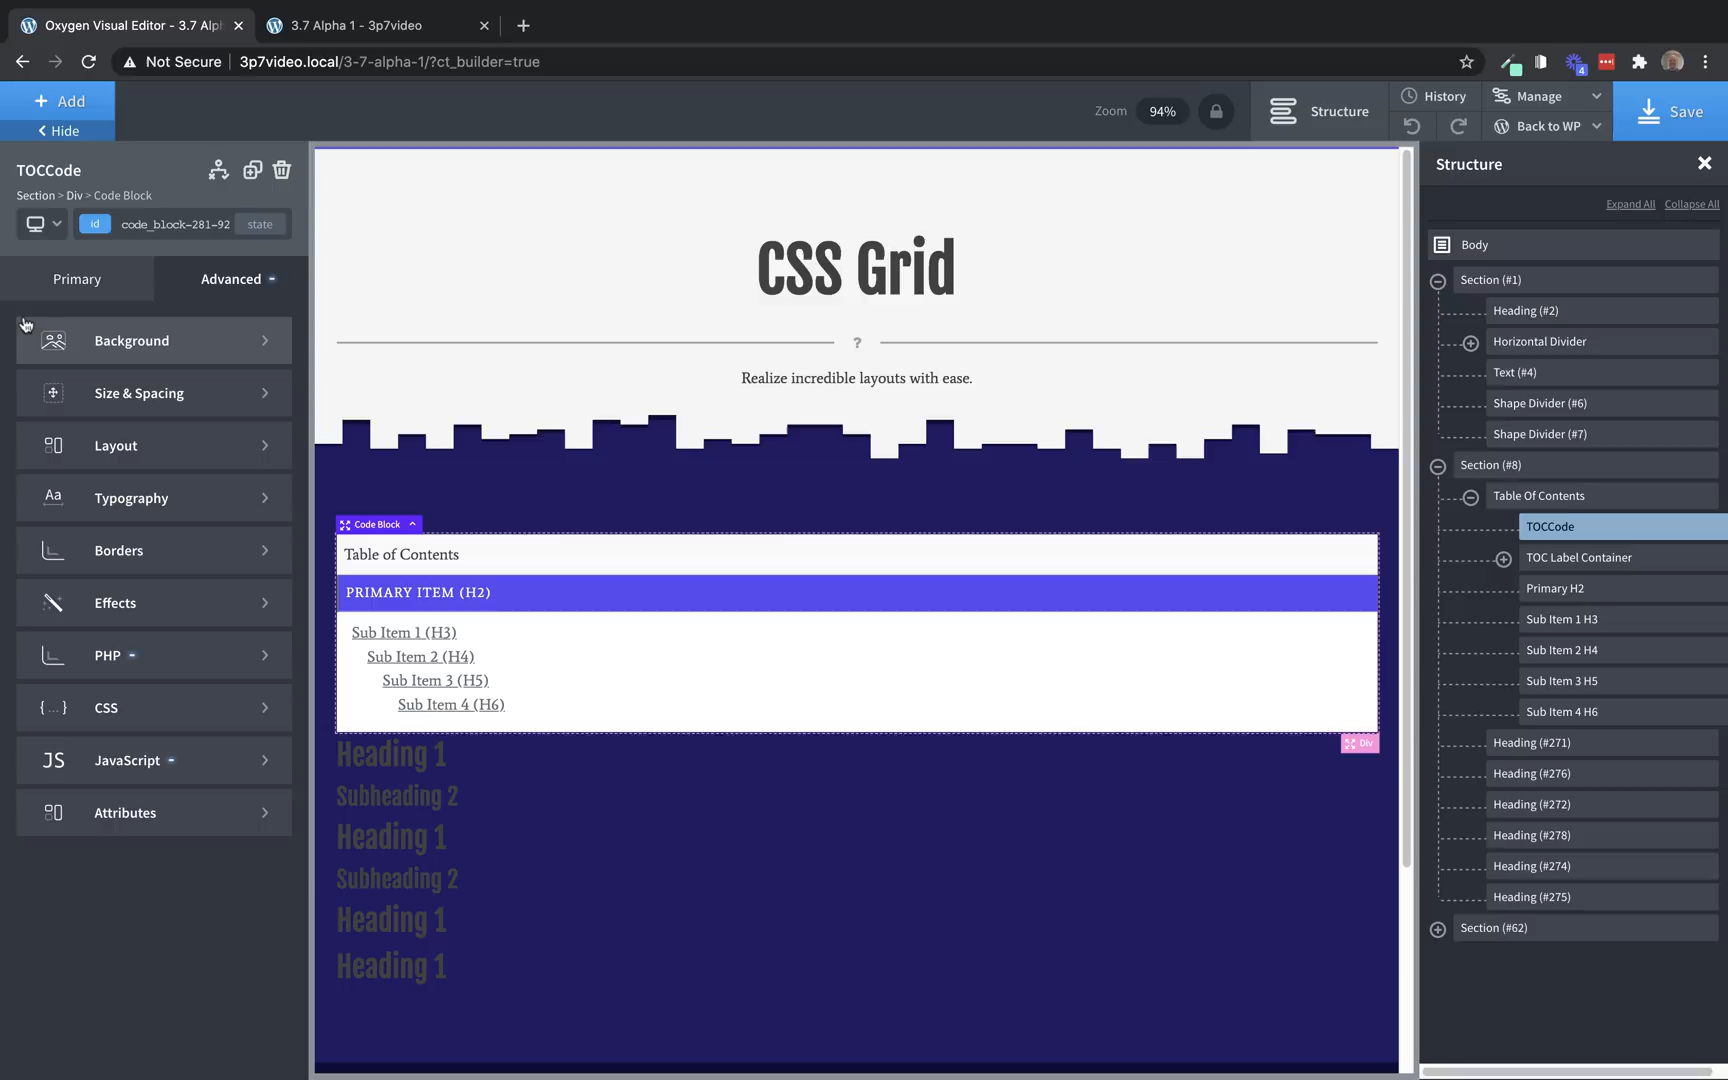 Oxygen Visual Editor - 3.7 Alph
3.7 Alpha 1 - 3p7video
Not Secure
3p7video.local/3-7-alpha-1/?ct_builder=true
4
+ Add
Hide
Zoom
94%
Structure
History
Manage
Back to WP
Save
TOCCode
Section > Div > Code Block
id
code_block-281-92
state
Primary
Advanced
Background
Size & Spacing
Layout
Aa
Typography
Borders
Effects
PHP
{...}
CSS
JS
JavaScript
Attributes
CSS Grid
?
Realize incredible layouts with ease.
Code Block
Table of Contents
PRIMARY ITEM (H2)
Sub Item 1 (H3)
Sub Item 2 (H4)
Sub Item 3 (H5)
Sub Item 4 (H6)
Div
Heading 1
Subheading 2
Heading 1
Subheading 2
Heading 1
Heading 1
Structure
Expand All
Collapse All
Body
Section (#1)
Heading (#2)
Horizontal Divider
Text (#4)
Shape Divider (#6)
Shape Divider (#7)
Section (#8)
Table Of Contents
TOCCode
TOC Label Container
Primary H2
Sub Item 1 H3
Sub Item 2 H4
Sub Item 3 H5
Sub Item 4 H6
Heading (#271)
Heading (#276)
Heading (#272)
Heading (#278)
Heading (#274)
Heading (#275)
Section (#62)